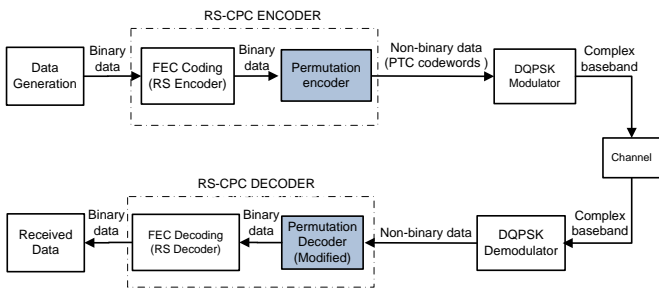 RS-CPC ENCODER
Data
Generation
Binary
data
FEC Coding
(RS Encoder)
Binary
data
Permutation
encoder
Non-binary data
(PTC codewords )
DQPSK
Modulator
Complex
baseband
Channel
RS-CPC DECODER
Received
Data
Binary
data
FEC Decoding
(RS Decoder)
Binary
data
Permutation
Decoder
(Modified)
Non-binary data
DQPSK
Demodulator
Complex
baseband